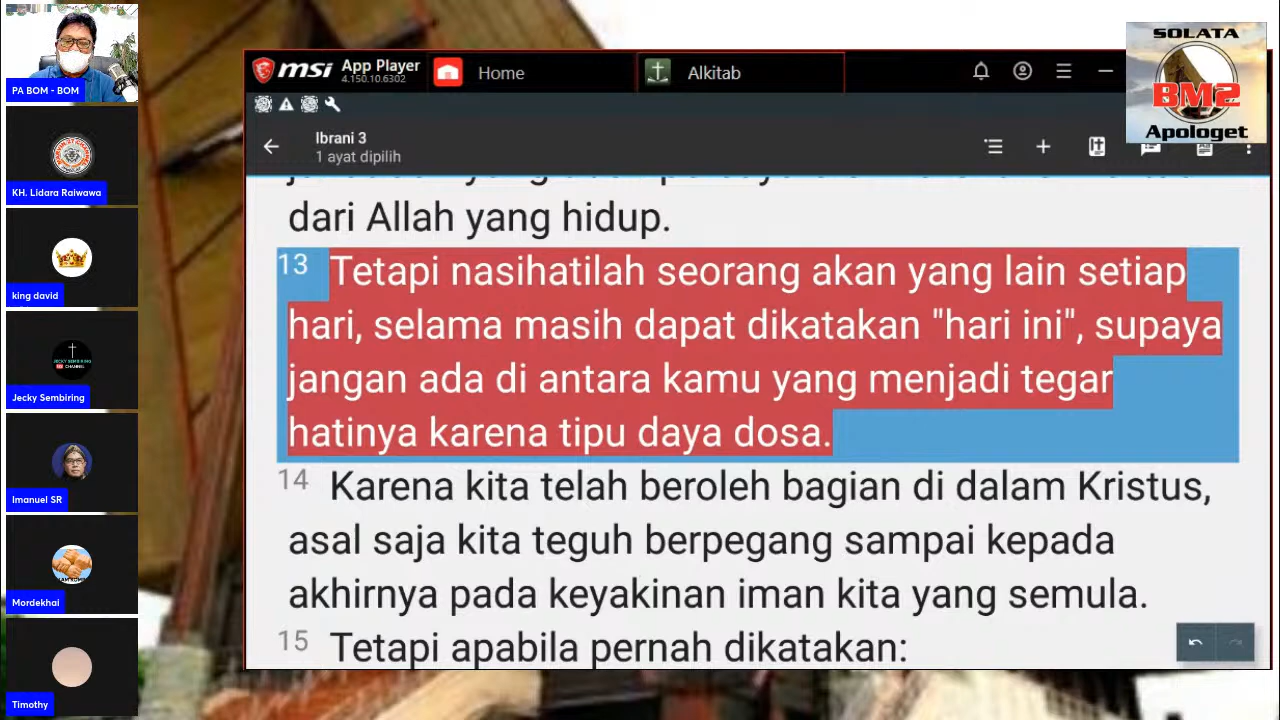 PA BOM - BOM
KH. Lidara Raiwawa
king david
Jecky Sembiring
Imanuel SR
Mordekhai
Timothy
msi App Player
4.150.10.6302
Home
Alkitab
SOLATA
BM2
Apologet
Ibrani 3
1 ayat dipilih
dari Allah yang hidup.
13 Tetapi nasihatilah seorang akan yang lain setiap
hari, selama masih dapat dikatakan "hari ini", supaya
jangan ada di antara kamu yang menjadi tegar
hatinya karena tipu daya dosa.
14 Karena kita telah beroleh bagian di dalam Kristus,
asal saja kita teguh berpegang sampai kepada
akhirnya pada keyakinan iman kita yang semula.
15 Tetapi apabila pernah dikatakan: